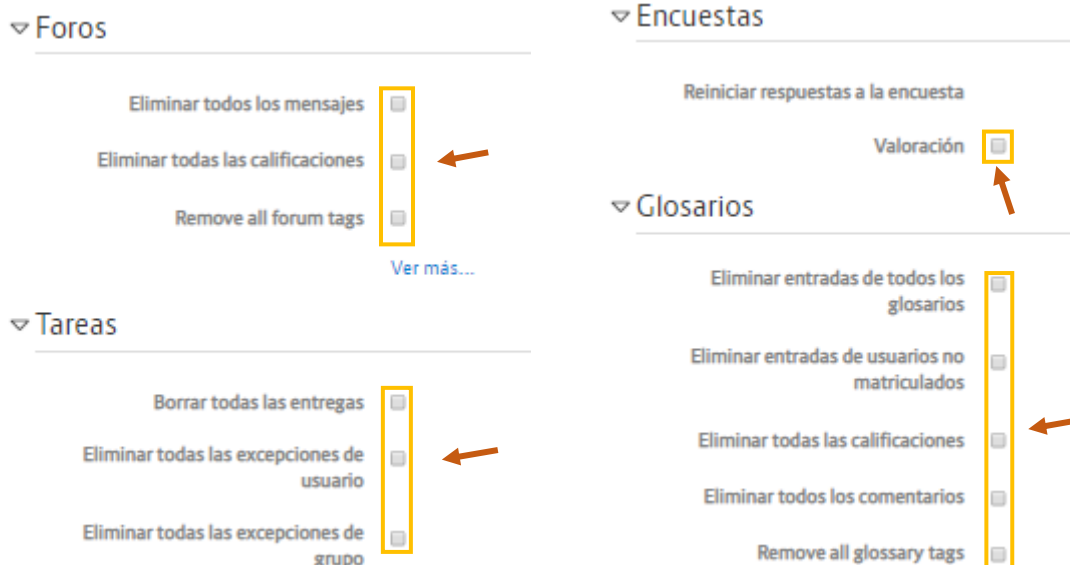 Foros
Eliminar todos los mensajes
Eliminar todas las calificaciones
Remove all forum tags
Ver más...
Tareas
Borrar todas las entregas
Eliminar todas las excepciones de
usuario
Eliminar todas las excepciones de
grupo
Encuestas
Reiniciar respuestas a la encuesta
Valoración
Glosarios
Eliminar entradas de todos los
glosarios
Eliminar entradas de usuarios no
matriculados
Eliminar todas las calificaciones
Eliminar todos los comentarios
Remove all glossary tags